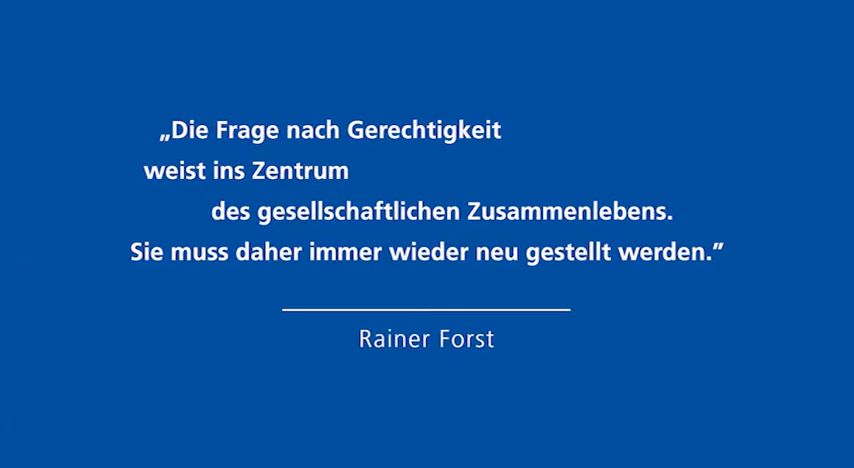 „Die Frage nach Gerechtigkeit
weist ins Zentrum
des gesellschaftlichen Zusammenlebens.
Sie muss daher immer wieder neu gestellt werden.”
Rainer Forst